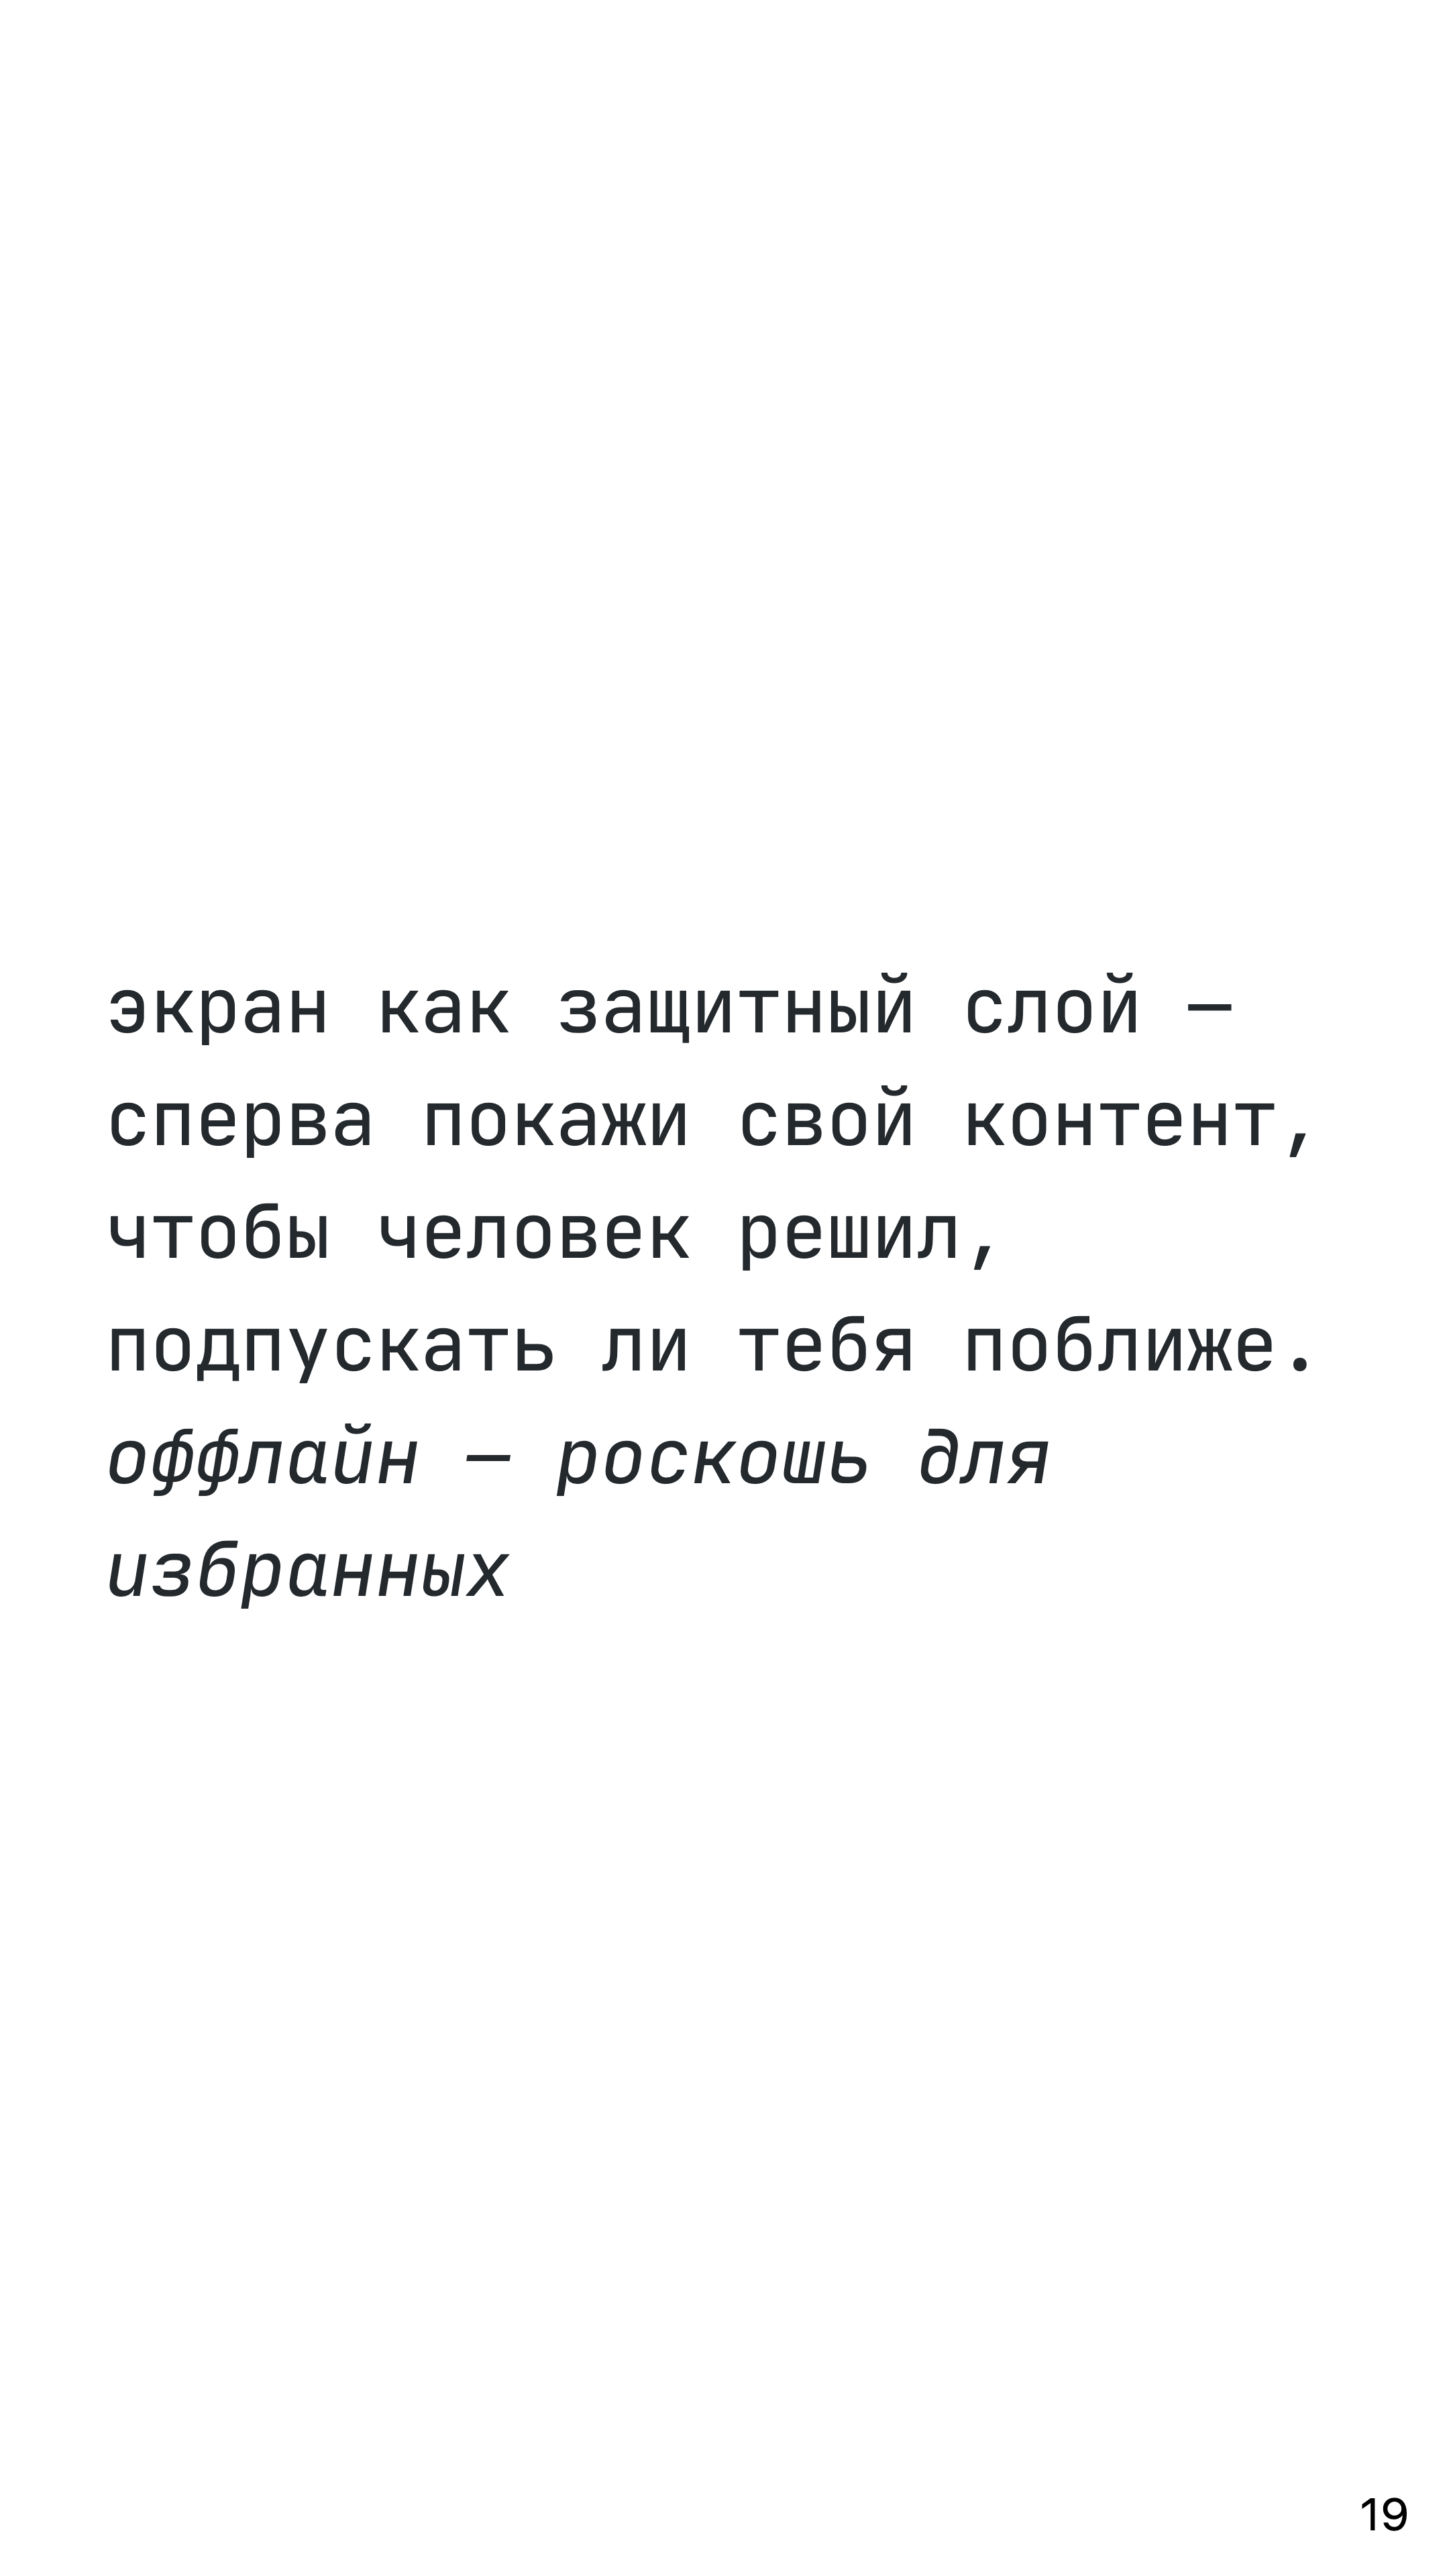 экран как защитный слой —
сперва покажи свой контент,
чтобы человек решил,
подпускать ли тебя поближе.
оффлайн — роскошь для
избранных
19